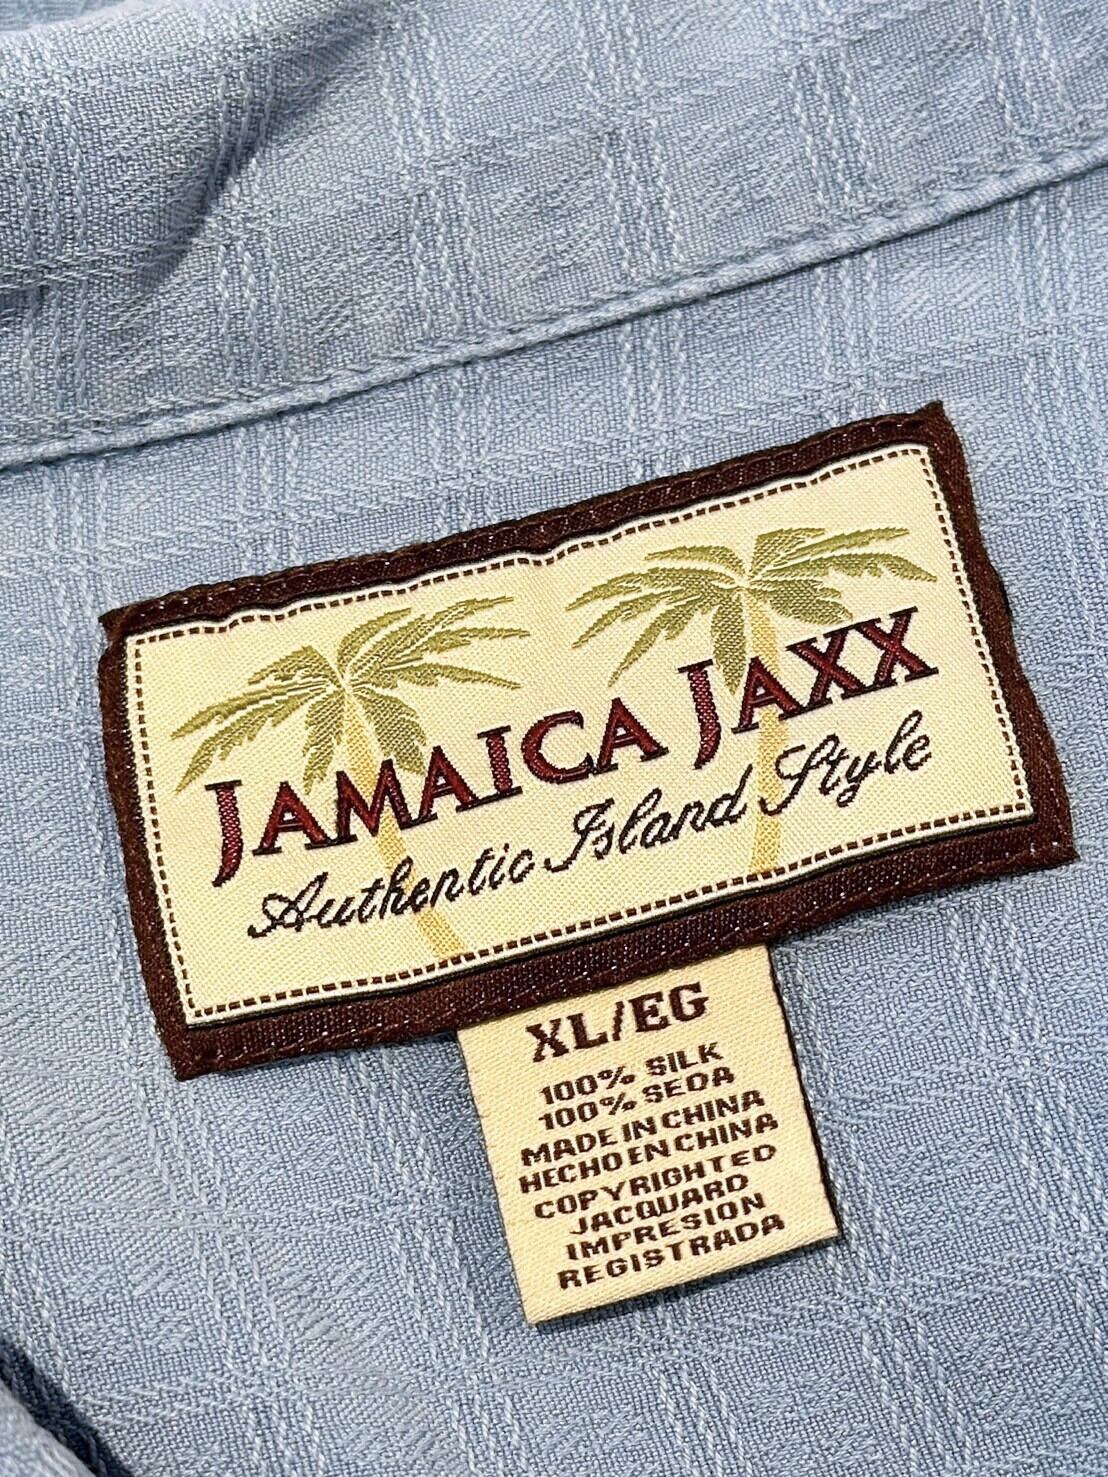 JAMAICA JAXX
Authentic Island Style
XL/EG
100% SILK
100% SEDA
MADE IN CHINA
HECHO EN CHINA
COPYRIGHTED
JACQUARD
IMPRESION
REGISTRADA